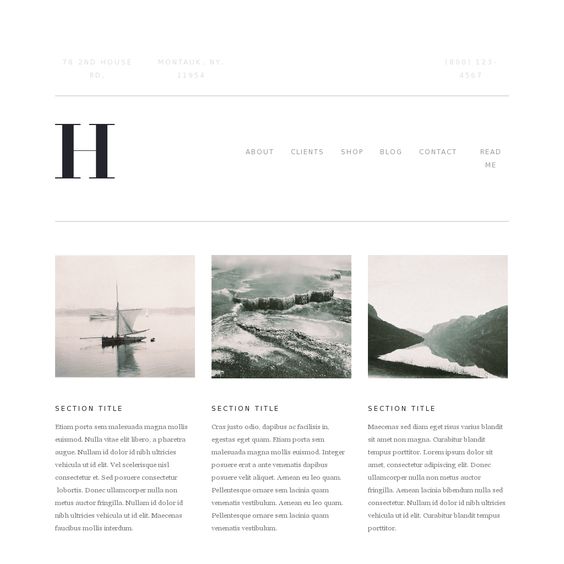 78 2ND HOUSE
RD.
MONTAUK, NY.
11954
(800) 123-
4567
H
ABOUT
CLIENTS
SHOP
BLOG
CONTACT
READ
ME
SECTION TITLE
Etiam porta sem malesuada magna mollis
euismod. Nulla vitae elit libero, a pharetra
augue. Nullam id dolor id nibh ultricies
vehicula ut id elit. Vel scelerisque nisl
consectetur et. Sed posuere consectetur
lobortis. Donec ullamcorper nulla non
metus auctor fringilla. Nullam id dolor id
nibh ultricies vehicula ut id elit. Maecenas
faucibus mollis interdum.
SECTION TITLE
Cras justo odio, dapibus ac facilisis in,
egestas eget quam. Etiam porta sem
malesuada magna mollis euismod. Integer
posuere erat a ante venenatis dapibus
posuere velit aliquet. Aenean eu leo quam.
Pellentesque ornare sem lacinia quam
venenatis vestibulum. Aenean eu leo quam.
Pellentesque ornare sem lacinia quam
venenatis vestibulum.
SECTION TITLE
Maecenas sed diam eget risus varius blandit
sit amet non magna. Curabitur blandit
tempus porttitor. Lorem ipsum dolor sit
amet, consectetur adipiscing elit. Donec
ullamcorper nulla non metus auctor
fringilla. Aenean lacinia bibendum nulla sed
consectetur. Nullam id dolor id nibh ultricies
vehicula ut id elit. Curabitur blandit tempus
porttitor.